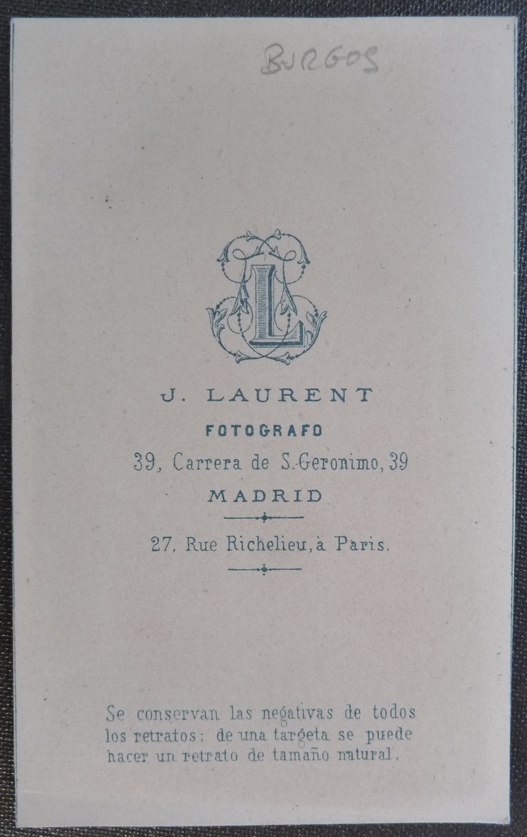 BURGOS
L
J. LAURENT
FOTOGRAFO
39, Carrera de S. Geronimo, 39
MADRID
27, Rue Richelieu, à Paris.
Se conservan las negativas de todos
los retratos; de una targeta se puede
hacer un retrato de tamaño natural.